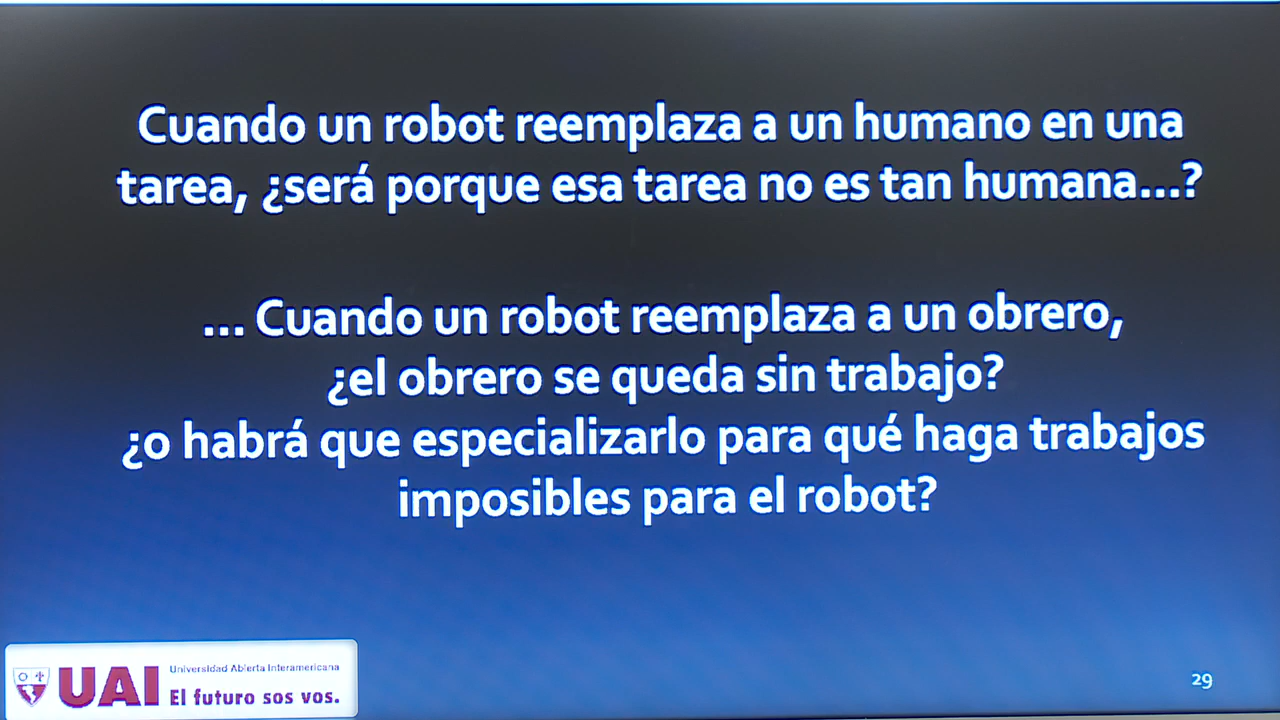 Cuando un robot reemplaza a un humano en una
tarea, ¿será porque esa tarea no es tan humana...?
... Cuando un robot reemplaza a un obrero,
¿el obrero se queda sin trabajo?
¿o habrá que especializarlo para qué haga trabajos
imposibles para el robot?
UAI
Universidad Abierta Interamericana
El futuro sos vos.
29